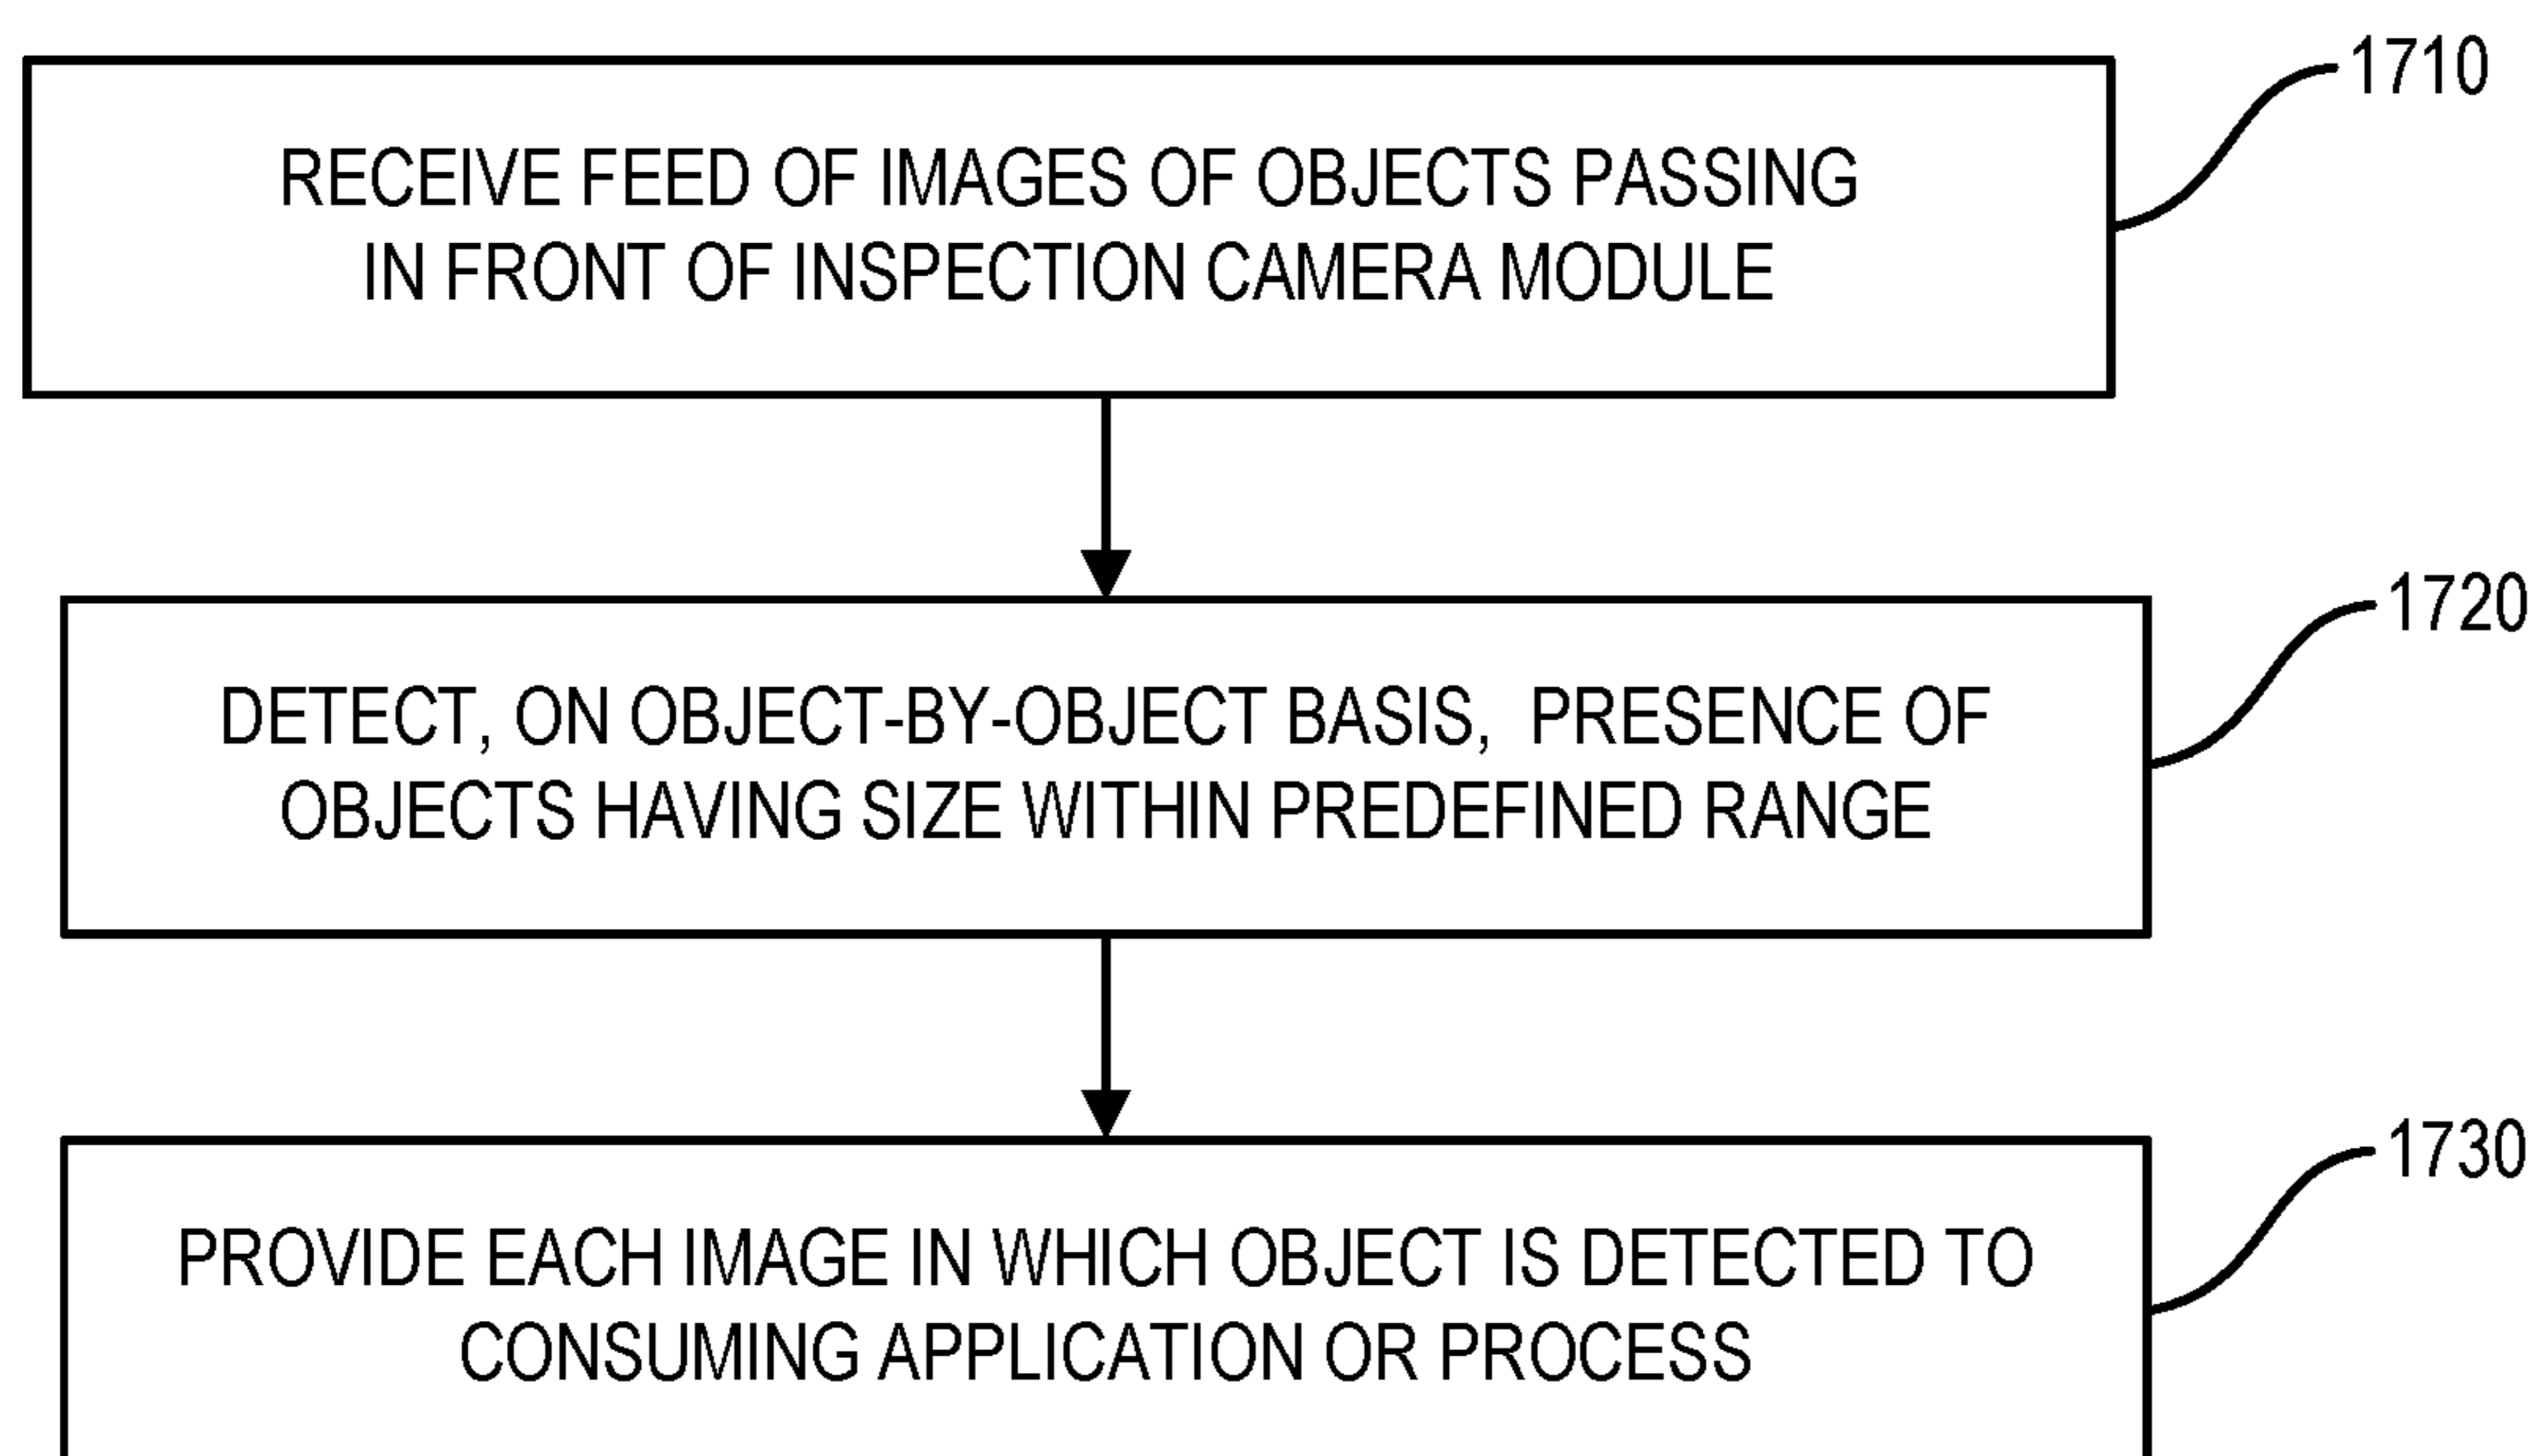 1710
RECEIVE FEED OF IMAGES OF OBJECTS PASSING
IN FRONT OF INSPECTION CAMERA MODULE
1720
DETECT, ON OBJECT-BY-OBJECT BASIS,  PRESENCE OF
OBJECTS HAVING SIZE WITHIN PREDEFINED RANGE
1730
PROVIDE EACH IMAGE IN WHICH OBJECT IS DETECTED TO
CONSUMING APPLICATION OR PROCESS